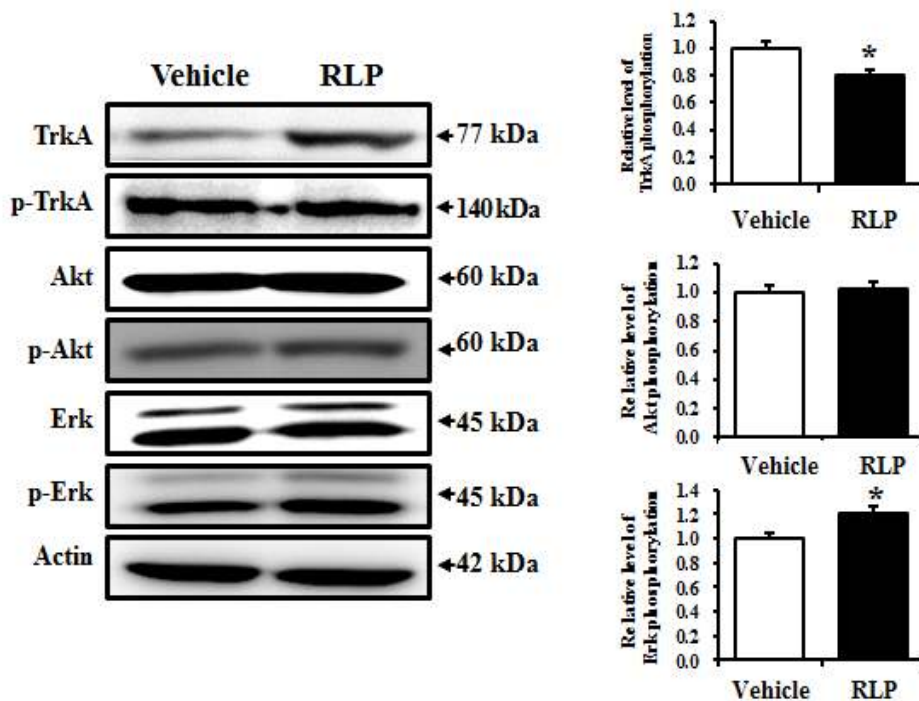 Vehicle RLP
TrkA 77 kDa
p-TrkA 140kDa
Akt 60 kDa
p-Akt 60 kDa
Erk 45 kDa
p-Erk 45 kDa
Actin 42 kDa
Relative level of
TrkA phosphorylation
1.2
1.0
0.8
0.6
0.4
0.2
0.0
*
Vehicle RLP
Relative level of
Akt phosphorylation
1.2
1.0
0.8
0.6
0.4
0.2
0.0
Vehicle RLP
Relative level of
Erk phosphorylation
1.4
1.2
1.0
0.8
0.6
0.4
0.2
0.0
*
Vehicle RLP